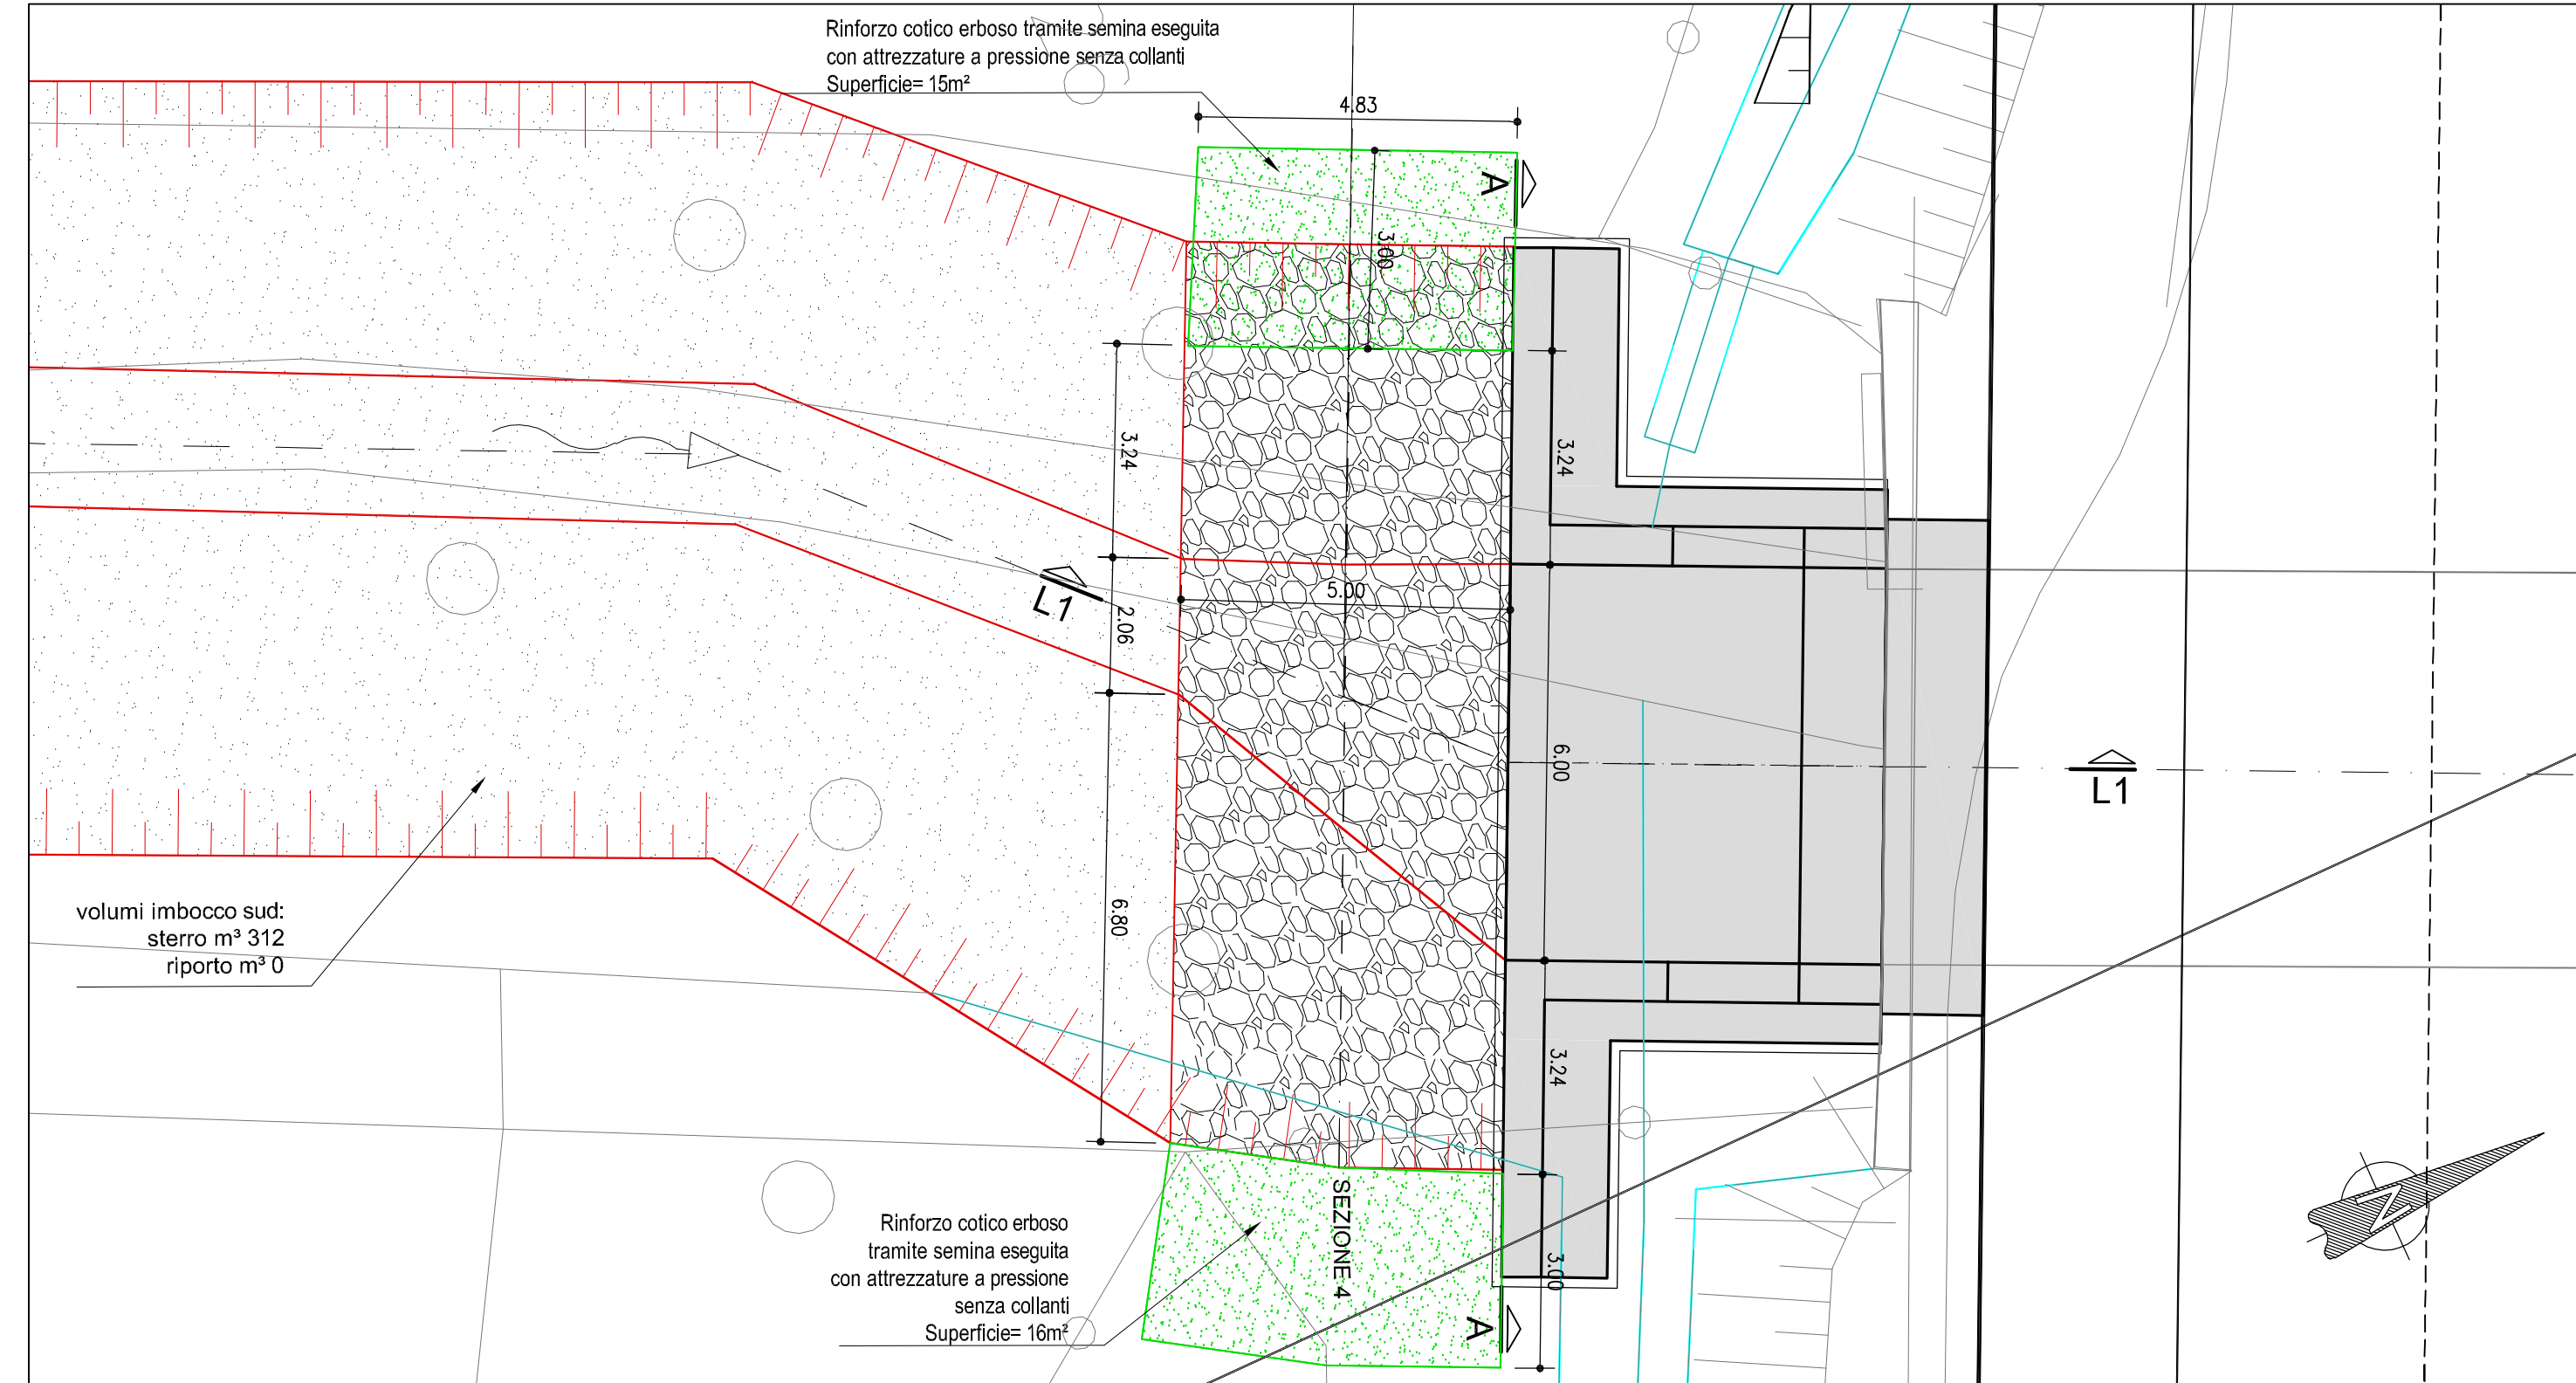 Rinforzo cotico erboso tramite semina eseguita
con attrezzature a pressione senza collanti
Superficie= 15m²
4.83
A
3.00
3.24
3.24
5.00
L1
2.06
6.00
L1
6.80
volumi imbocco sud:
sterro m³ 312
riporto m³ 0
3.24
Rinforzo cotico erboso
tramite semina eseguita
con attrezzature a pressione
senza collanti
Superficie= 16m²
SEZIONE 4
3.00
A
N